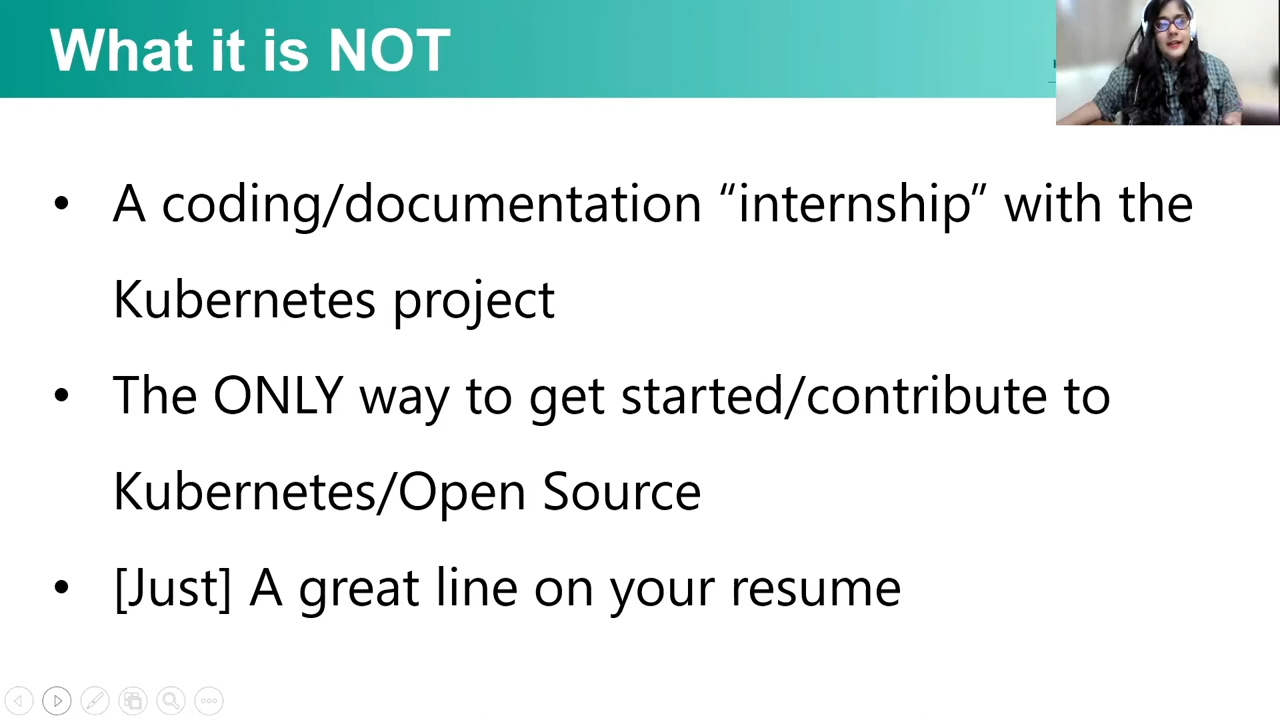 What it is NOT
• A coding/documentation “internship” with the
Kubernetes project
• The ONLY way to get started/contribute to
Kubernetes/Open Source
• [Just] A great line on your resume